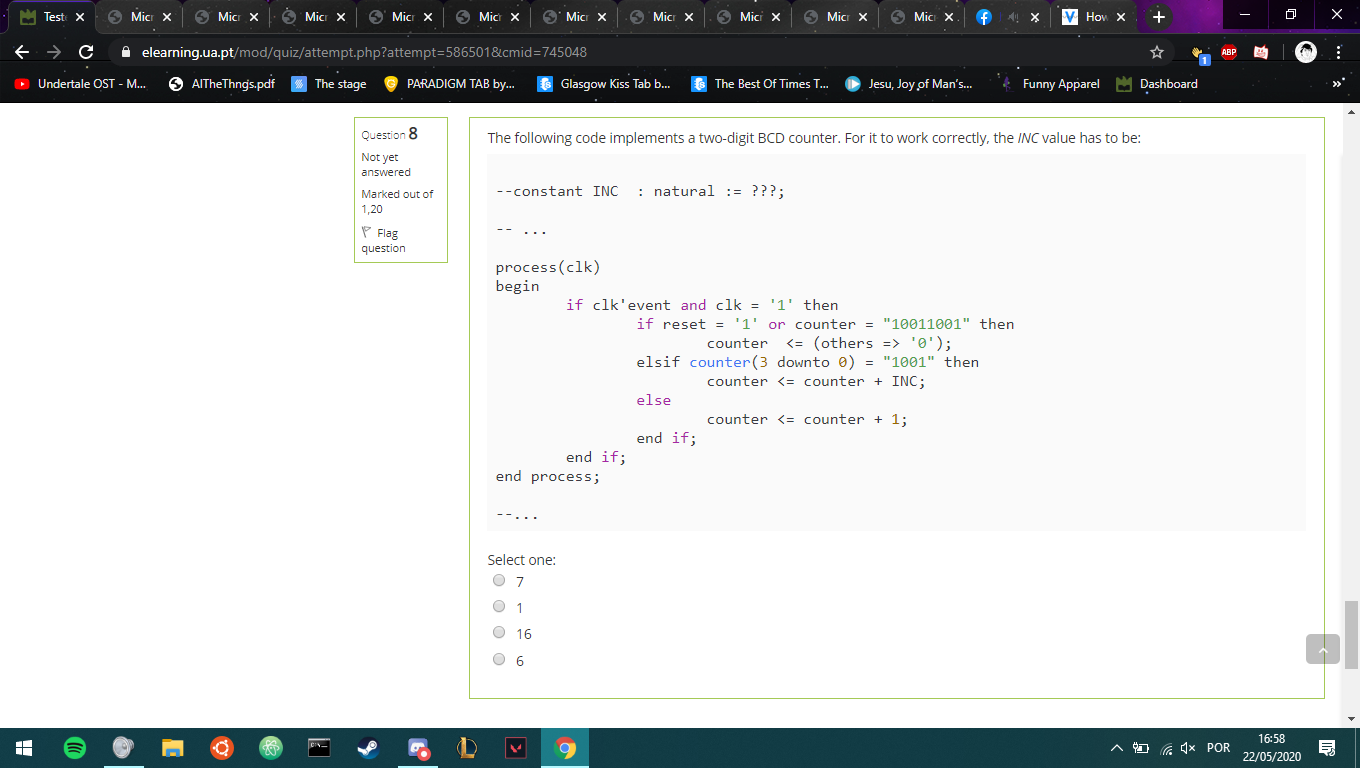 Test
Micr
Micr
Micr
Micr
Micr
Micr
Micr
Micr
Micr
Micr
How
elearning.ua.pt/mod/quiz/attempt.php?attempt=586501&cmid=745048
ABP
1
Undertale OST - M...
AlTheThngs.pdf
The stage
PARADIGM TAB by...
Glasgow Kiss Tab b...
The Best Of Times T...
Jesu, Joy of Man's...
Funny Apparel
Dashboard
»
Question 8
Not yet
answered
Marked out of
1,20
Flag
question
The following code implements a two-digit BCD counter. For it to work correctly, the INC value has to be:
--constant INC  : natural := ???;
-- ...
process(clk)
begin
if clk'event and clk = '1' then
if reset = '1' or counter = "10011001" then
counter  <= (others => '0');
elsif counter(3 downto 0) = "1001" then
counter <= counter + INC;
else
counter <= counter + 1;
end if;
end if;
end process;
--...
Select one:
7
1
16
6
POR
16:58
22/05/2020